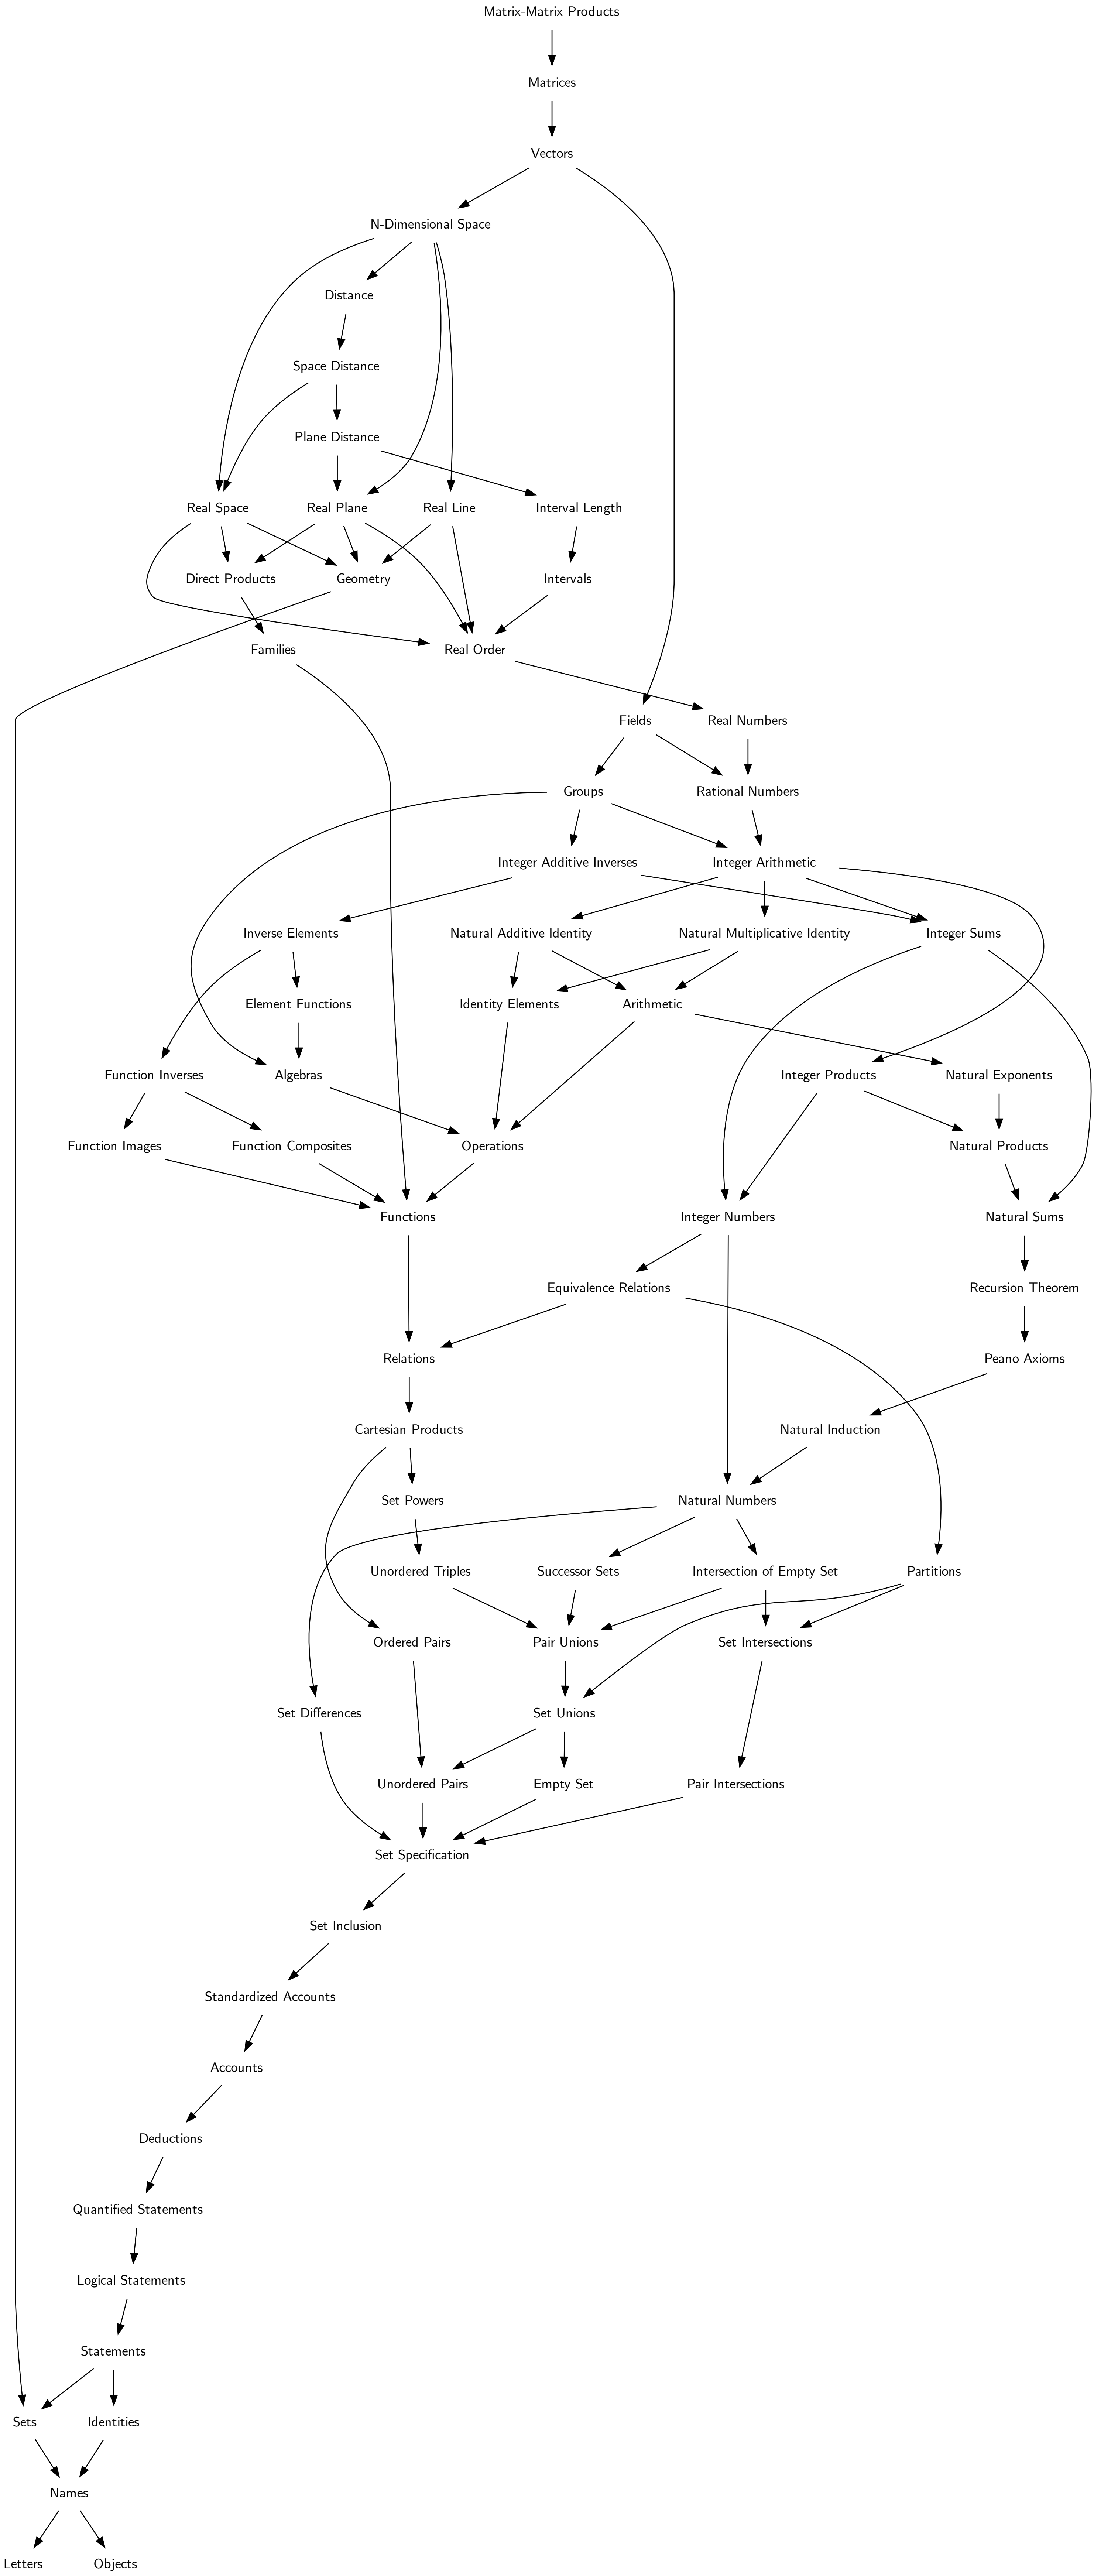 Matrix-Matrix Products
Matrices
Vectors
N-Dimensional Space
Distance
Space Distance
Plane Distance
Real Space
Real Plane
Real Line
Interval Length
Direct Products
Geometry
Intervals
Families
Real Order
Fields
Real Numbers
Groups
Rational Numbers
Integer Additive Inverses
Integer Arithmetic
Inverse Elements
Natural Additive Identity
Natural Multiplicative Identity
Integer Sums
Element Functions
Identity Elements
Arithmetic
Function Inverses
Algebras
Integer Products
Natural Exponents
Function Images
Function Composites
Operations
Natural Products
Functions
Integer Numbers
Natural Sums
Equivalence Relations
Recursion Theorem
Relations
Peano Axioms
Cartesian Products
Natural Induction
Set Powers
Natural Numbers
Unordered Triples
Successor Sets
Intersection of Empty Set
Partitions
Ordered Pairs
Pair Unions
Set Intersections
Set Differences
Set Unions
Unordered Pairs
Empty Set
Pair Intersections
Set Specification
Set Inclusion
Standardized Accounts
Accounts
Deductions
Quantified Statements
Logical Statements
Statements
Sets
Identities
Names
Letters
Objects